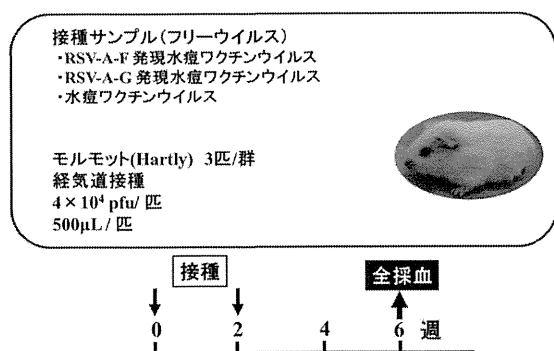 接種サンプル(フリーウイルス)
・RSV-A-F 発現水痘ワクチンウイルス
・RSV-A-G 発現水痘ワクチンウイルス
・水痘ワクチンウイルス
モルモット(Hartly) 3匹/群
経気道接種
4×10⁴ pfu/ 匹
500μL / 匹
接種
全採血
0 2 4 6 週